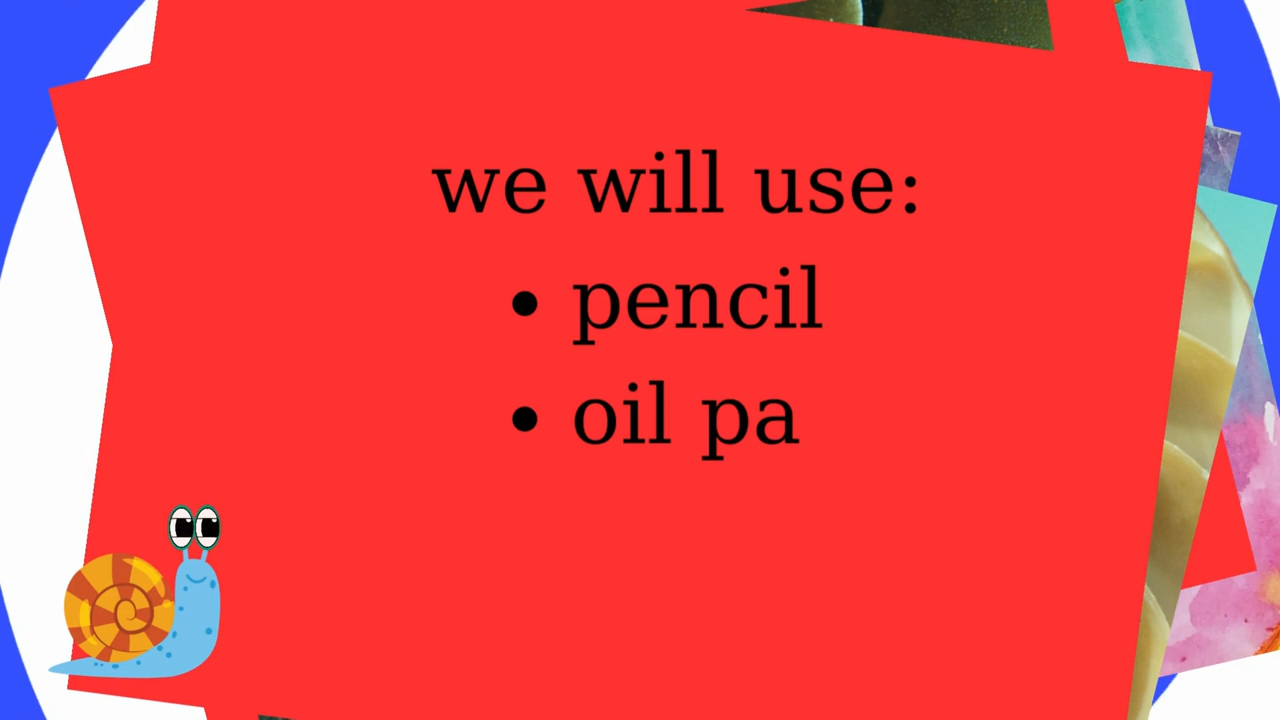 we will use:
• pencil
• oil pa